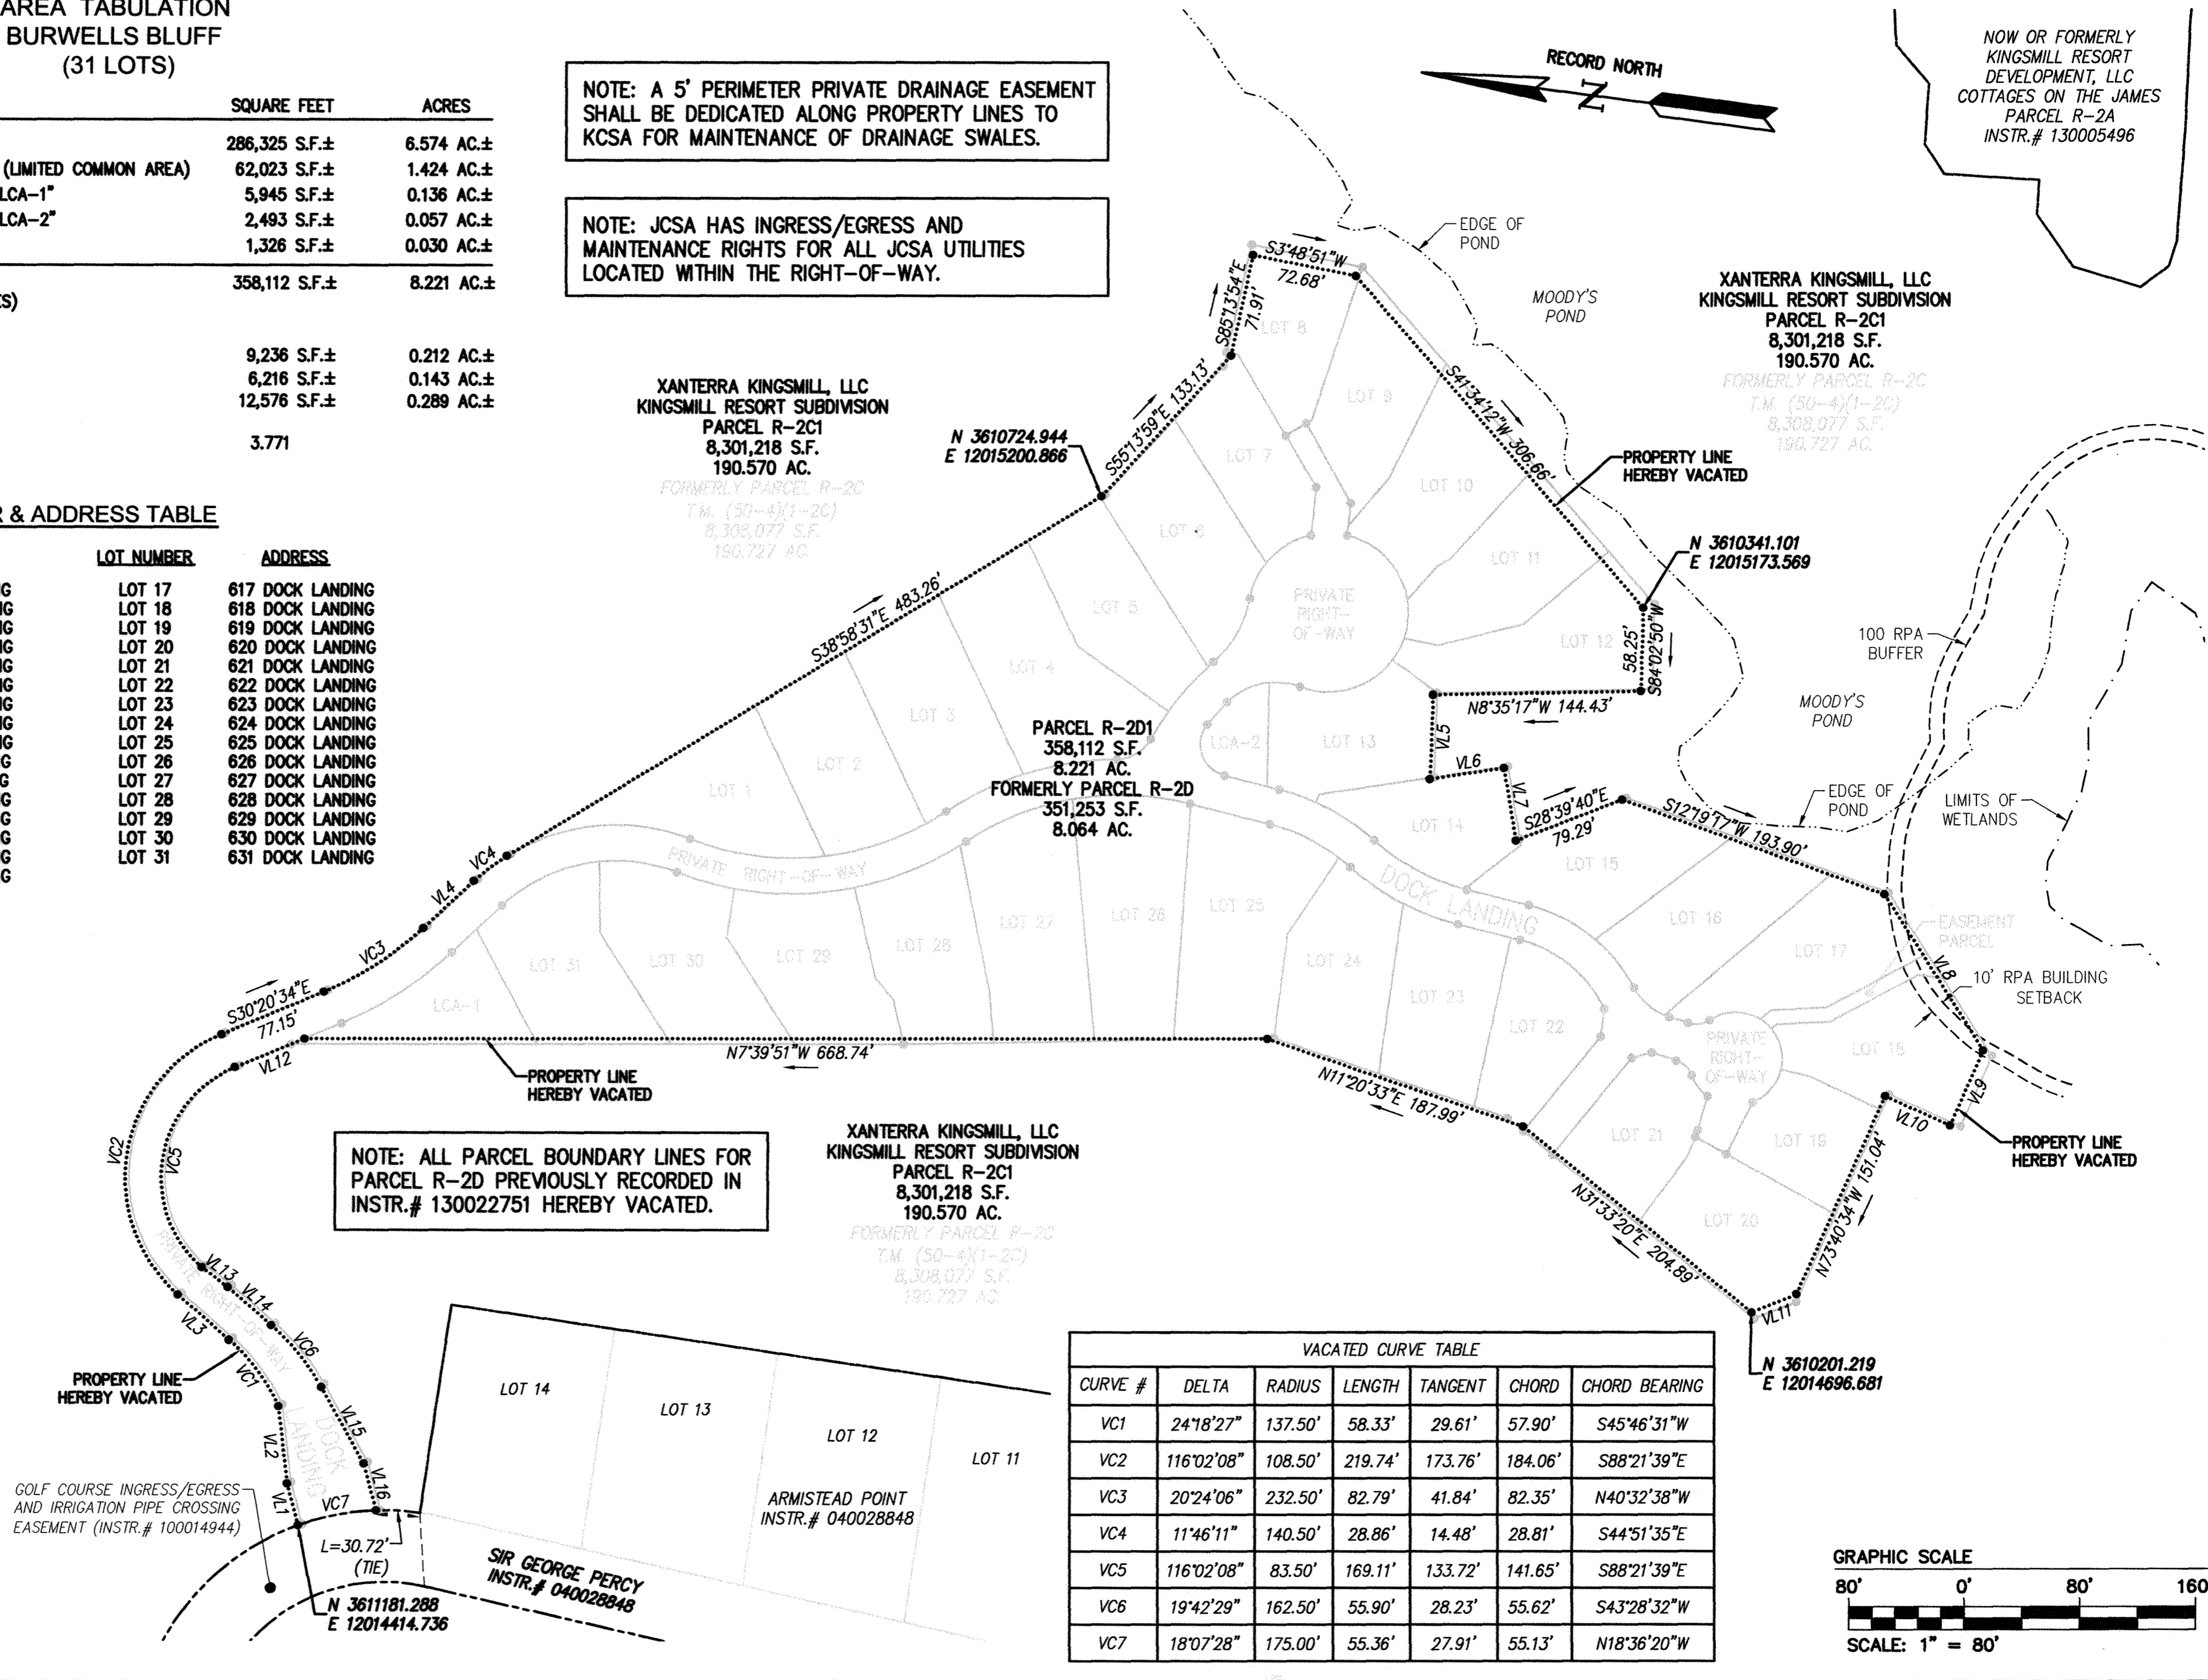 AREA TABULATION
BURWELLS BLUFF
(31 LOTS)
SQUARE FEET ACRES
286,325 S.F.± 6.574 AC.±
(LIMITED COMMON AREA) 62,023 S.F.± 1.424 AC.±
LCA-1" 5,945 S.F.± 0.136 AC.±
LCA-2" 2,493 S.F.± 0.057 AC.±
1,326 S.F.± 0.030 AC.±
358,112 S.F.± 8.221 AC.±
S)
9,236 S.F.± 0.212 AC.±
6,216 S.F.± 0.143 AC.±
12,576 S.F.± 0.289 AC.±
3.771
R & ADDRESS TABLE
LOT NUMBER ADDRESS
G LOT 17 617 DOCK LANDING
G LOT 18 618 DOCK LANDING
G LOT 19 619 DOCK LANDING
G LOT 20 620 DOCK LANDING
G LOT 21 621 DOCK LANDING
G LOT 22 622 DOCK LANDING
G LOT 23 623 DOCK LANDING
G LOT 24 624 DOCK LANDING
G LOT 25 625 DOCK LANDING
G LOT 26 626 DOCK LANDING
G LOT 27 627 DOCK LANDING
G LOT 28 628 DOCK LANDING
G LOT 29 629 DOCK LANDING
G LOT 30 630 DOCK LANDING
G LOT 31 631 DOCK LANDING
G
NOTE: A 5' PERIMETER PRIVATE DRAINAGE EASEMENT
SHALL BE DEDICATED ALONG PROPERTY LINES TO
KCSA FOR MAINTENANCE OF DRAINAGE SWALES.
NOTE: JCSA HAS INGRESS/EGRESS AND
MAINTENANCE RIGHTS FOR ALL JCSA UTILITIES
LOCATED WITHIN THE RIGHT-OF-WAY.
RECORD NORTH
N
NOW OR FORMERLY
KINGSMILL RESORT
DEVELOPMENT, LLC
COTTAGES ON THE JAMES
PARCEL R-2A
INSTR.# 130005496
EDGE OF
POND
MOODY'S
POND
XANTERRA KINGSMILL, LLC
KINGSMILL RESORT SUBDIVISION
PARCEL R-2C1
8,301,218 S.F.
190.570 AC.
FORMERLY PARCEL R-2C
T.M. (50-4)(1-2C)
8,308,077 S.F.
190.727 AC.
XANTERRA KINGSMILL, LLC
KINGSMILL RESORT SUBDIVISION
PARCEL R-2C1
8,301,218 S.F.
190.570 AC.
FORMERLY PARCEL R-2C
T.M. (50-4)(1-2C)
8,308,077 S.F.
190.727 AC.
N 3610724.944
E 12015200.866
S3°48'51"W
72.68'
S85°13'54"E
71.91'
S55°13'59"E 133.13'
S41°34'12"W 306.66'
PROPERTY LINE
HEREBY VACATED
N 3610341.101
E 12015173.569
S84°02'50"W
58.25'
N8°35'17"W 144.43'
S38°58'31"E 483.26'
LOT 8
LOT 9
LOT 7
LOT 10
LOT 6
LOT 11
LOT 5
PRIVATE
RIGHT-
OF-WAY
LOT 12
LOT 4
LOT 3
LOT 2
LOT 1
LCA-2
LOT 13
VL5
VL6
VL7
PARCEL R-2D1
358,112 S.F.
8.221 AC.
FORMERLY PARCEL R-2D
351,253 S.F.
8.064 AC.
LOT 14
S28°39'40"E
79.29'
S12°19'17"W 193.90'
100 RPA
BUFFER
MOODY'S
POND
EDGE OF
POND
LIMITS OF
WETLANDS
EASEMENT
PARCEL
10' RPA BUILDING
SETBACK
LOT 15
LOT 16
LOT 17
LOT 18
LOT 19
LOT 20
LOT 21
LOT 22
LOT 23
LOT 24
LOT 25
LOT 26
LOT 27
LOT 28
LOT 29
LOT 30
LOT 31
LCA-1
PRIVATE RIGHT-OF-WAY
DOCK LANDING
PRIVATE
RIGHT-
OF-WAY
VL8
VL9
VL10
PROPERTY LINE
HEREBY VACATED
N73°40'34"W 151.04'
VL11
N31°33'20"E 204.89'
N11°20'33"E 187.99'
N 3610201.219
E 12014696.681
VC4
VL4
VC3
S30°20'34"E
77.15'
VL12
N7°39'51"W 668.74'
PROPERTY LINE
HEREBY VACATED
VC2
VC5
NOTE: ALL PARCEL BOUNDARY LINES FOR
PARCEL R-2D PREVIOUSLY RECORDED IN
INSTR.# 130022751 HEREBY VACATED.
XANTERRA KINGSMILL, LLC
KINGSMILL RESORT SUBDIVISION
PARCEL R-2C1
8,301,218 S.F.
190.570 AC.
FORMERLY PARCEL R-2C
T.M. (50-4)(1-2C)
8,308,077 S.F.
190.727 AC.
PRIVATE RIGHT-OF-WAY
VL13
VL14
VL3
VC6
VC1
PROPERTY LINE
HEREBY VACATED
VL15
DOCK
LANDING
VL2
VL16
VL1
VC7
GOLF COURSE INGRESS/EGRESS
AND IRRIGATION PIPE CROSSING
EASEMENT (INSTR.# 100014944)
L=30.72'
(TIE)
N 3611181.288
E 12014414.736
SIR GEORGE PERCY
INSTR.# 040028848
LOT 14
LOT 13
LOT 12
LOT 11
ARMISTEAD POINT
INSTR.# 040028848
VACATED CURVE TABLE
CURVE # DELTA RADIUS LENGTH TANGENT CHORD CHORD BEARING
VC1 24°18'27" 137.50' 58.33' 29.61' 57.90' S45°46'31"W
VC2 116°02'08" 108.50' 219.74' 173.76' 184.06' S88°21'39"E
VC3 20°24'06" 232.50' 82.79' 41.84' 82.35' N40°32'38"W
VC4 11°46'11" 140.50' 28.86' 14.48' 28.81' S44°51'35"E
VC5 116°02'08" 83.50' 169.11' 133.72' 141.65' S88°21'39"E
VC6 19°42'29" 162.50' 55.90' 28.23' 55.62' S43°28'32"W
VC7 18°07'28" 175.00' 55.36' 27.91' 55.13' N18°36'20"W
GRAPHIC SCALE
80' 0' 80' 160
SCALE: 1" = 80'